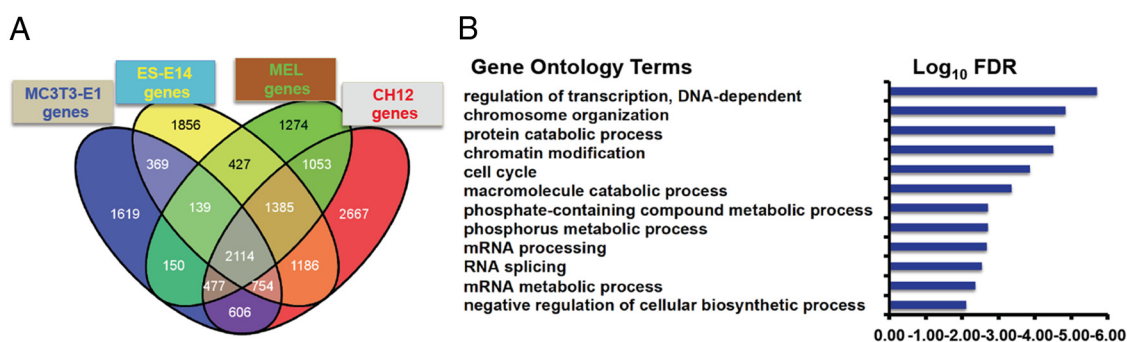 A
B
ES-E14
genes
MEL
genes
MC3T3-E1
genes
CH12
genes
1856
1274
369
427
1053
1619
139
1385
2667
2114
150
1186
477
754
606
Gene Ontology Terms
Log10 FDR
regulation of transcription, DNA-dependent
chromosome organization
protein catabolic process
chromatin modification
cell cycle
macromolecule catabolic process
phosphate-containing compound metabolic process
phosphorus metabolic process
mRNA processing
RNA splicing
mRNA metabolic process
negative regulation of cellular biosynthetic process
0.00 -1.00 -2.00 -3.00 -4.00 -5.00 -6.00